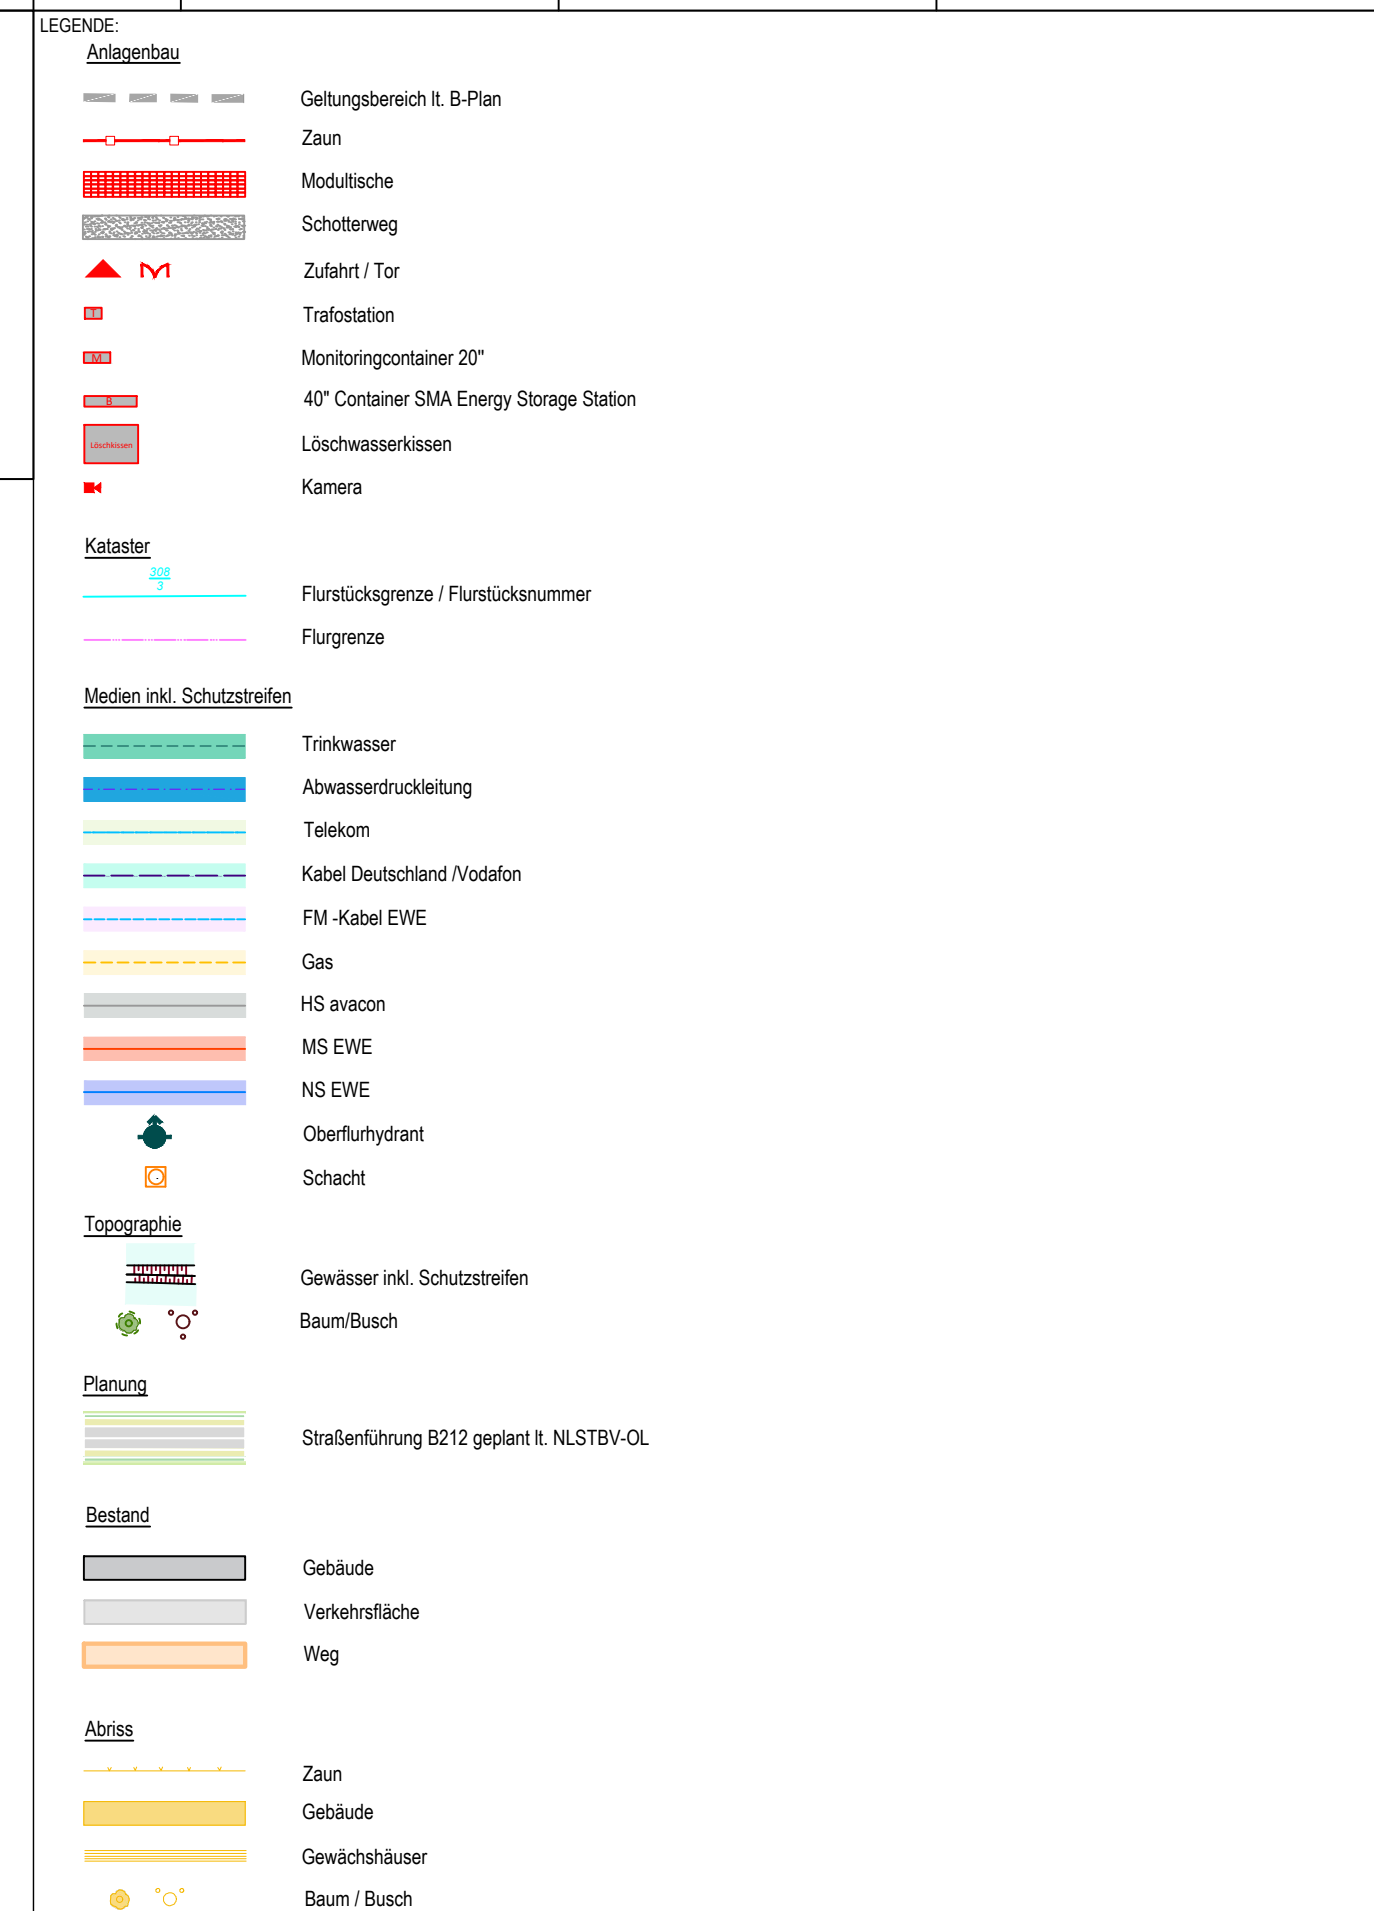 LEGENDE:
Anlagenbau
Geltungsbereich lt. B-Plan
Zaun
Modultische
Schotterweg
Zufahrt / Tor
T
Trafostation
M
Monitoringcontainer 20"
B
40" Container SMA Energy Storage Station
Löschkissen
Löschwasserkissen
Kamera
Kataster
308
3
Flurstücksgrenze / Flurstücksnummer
Flurgrenze
Medien inkl. Schutzstreifen
Trinkwasser
Abwasserdruckleitung
Telekom
Kabel Deutschland /Vodafon
FM -Kabel EWE
Gas
HS avacon
MS EWE
NS EWE
Oberflurhydrant
Schacht
Topographie
Gewässer inkl. Schutzstreifen
Baum/Busch
Planung
Straßenführung B212 geplant lt. NLSTBV-OL
Bestand
Gebäude
Verkehrsfläche
Weg
Abriss
Zaun
Gebäude
Gewächshäuser
Baum / Busch